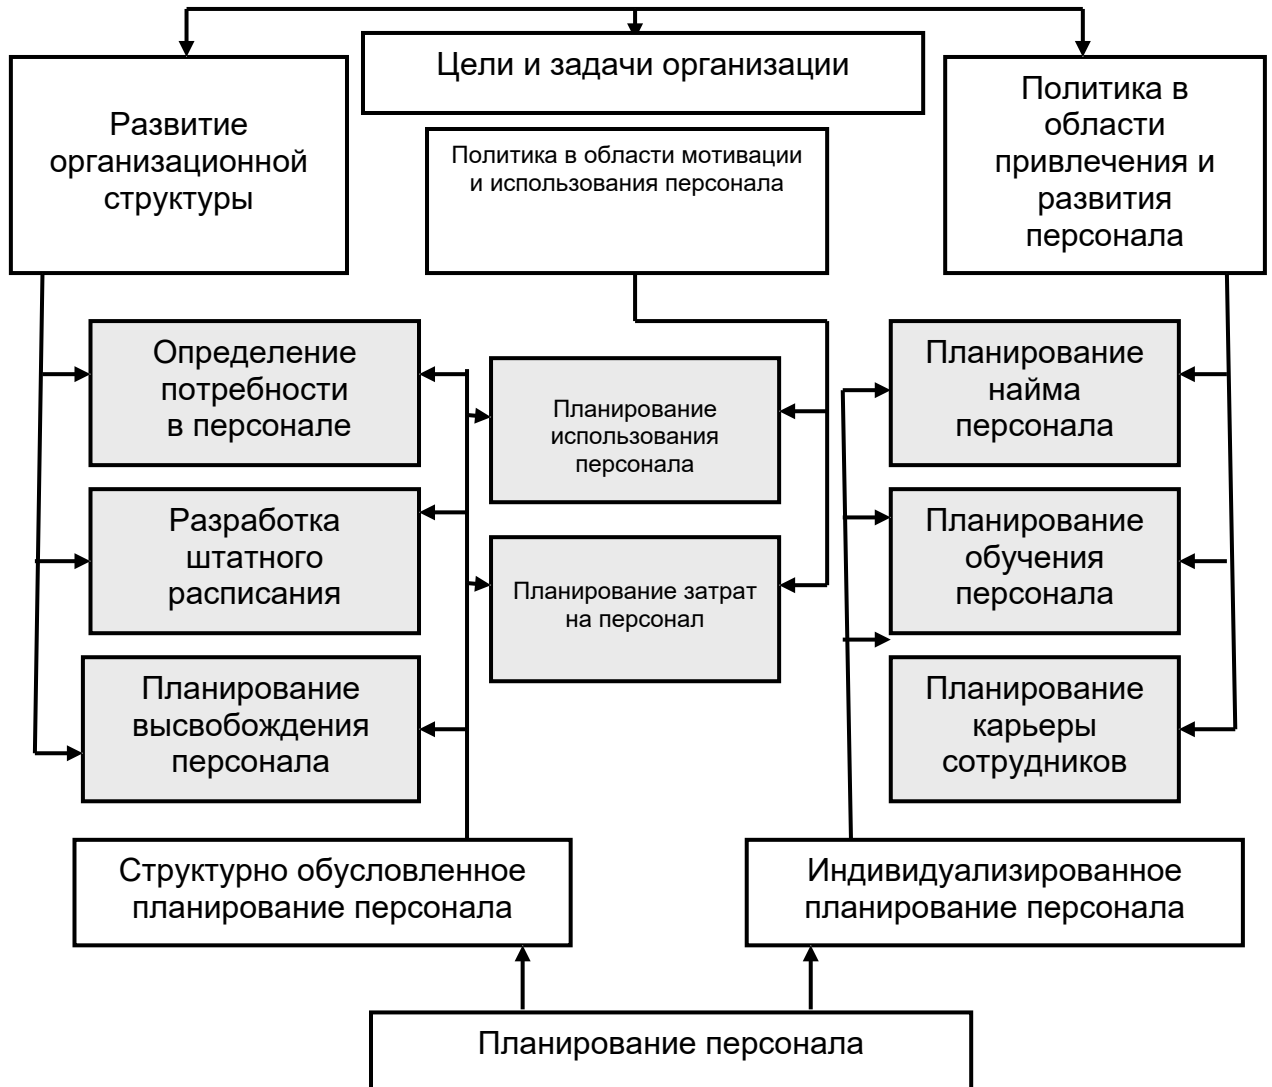 Цели и задачи организации
Развитие
организационной
структуры
Политика в области мотивации
и использования персонала
Политика в
области
привлечения и
развития
персонала
Определение
потребности
в персонале
Планирование
использования
персонала
Планирование
найма
персонала
Разработка
штатного
расписания
Планирование затрат
на персонал
Планирование
обучения
персонала
Планирование
высвобождения
персонала
Планирование
карьеры
сотрудников
Структурно обусловленное
планирование персонала
Индивидуализированное
планирование персонала
Планирование персонала